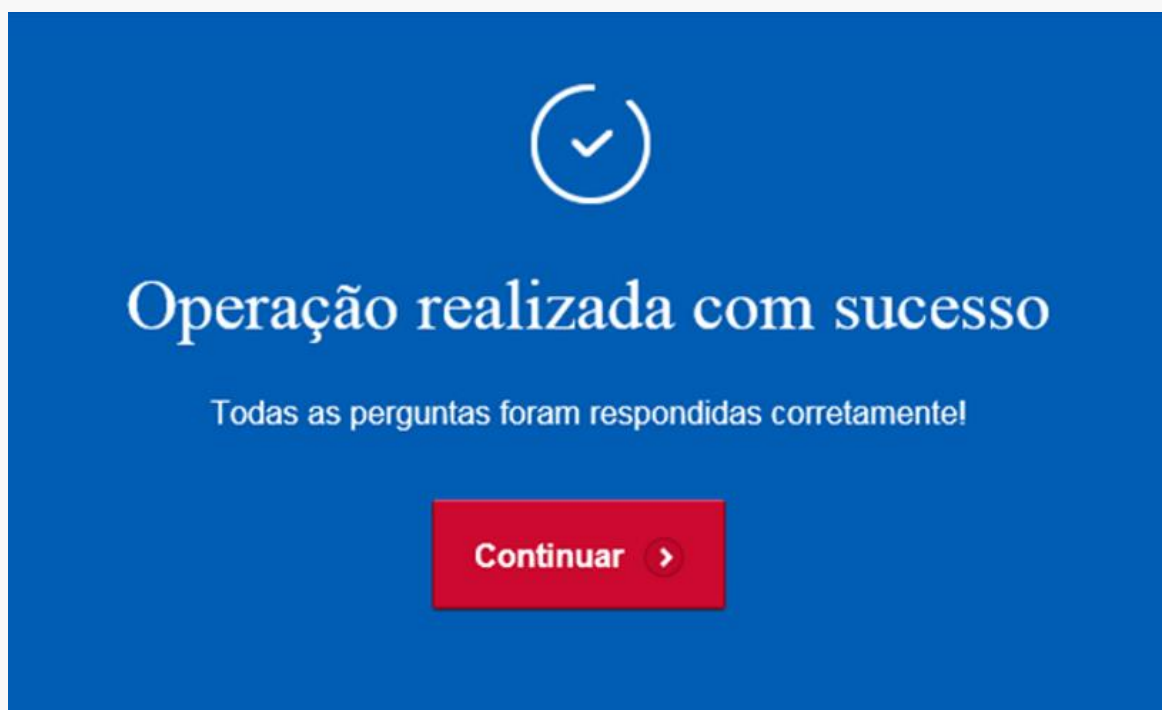 Operação realizada com sucesso
Todas as perguntas foram respondidas corretamente!
Continuar